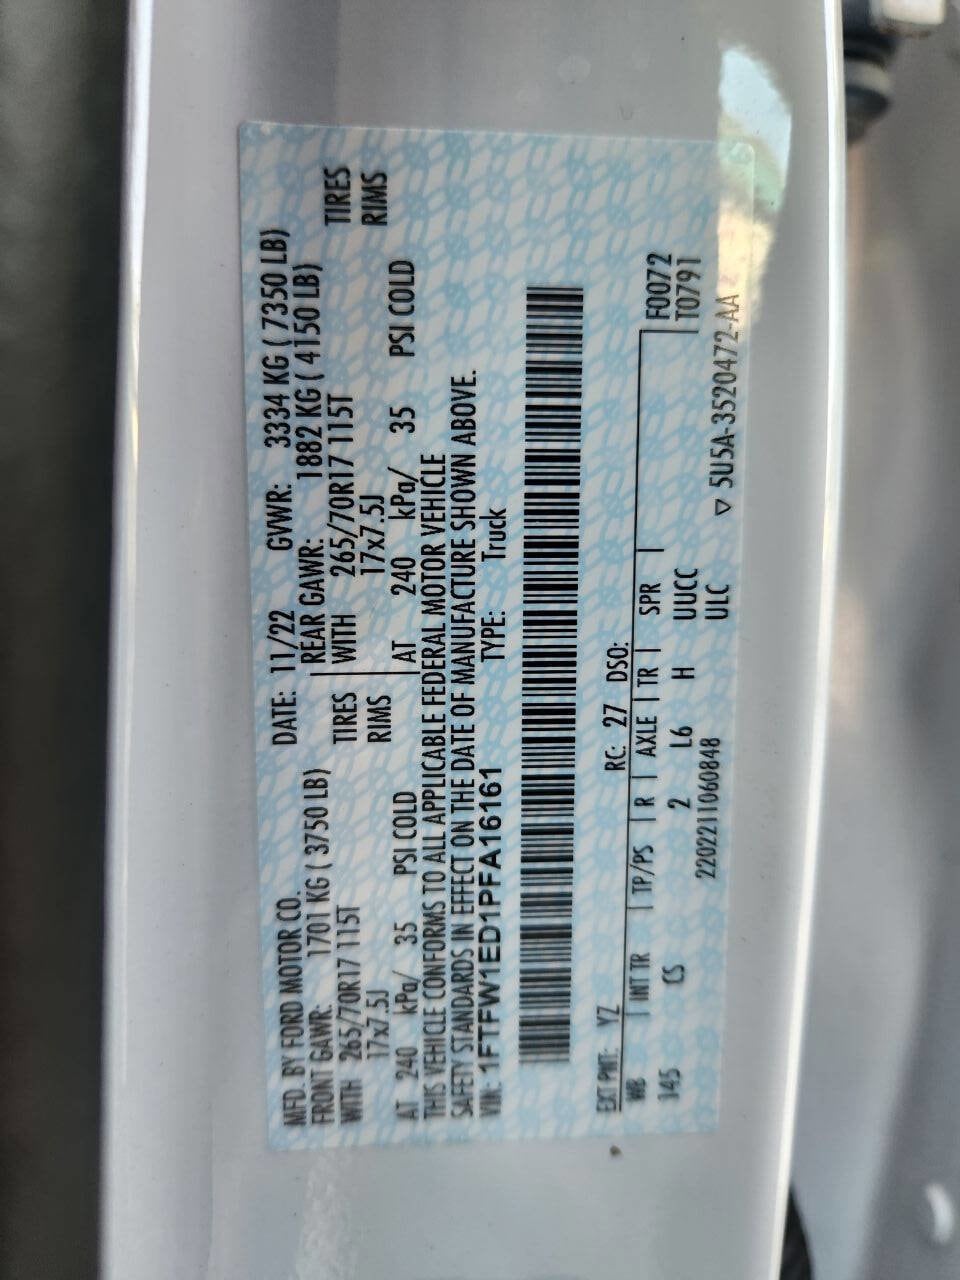 MFD. BY FORD MOTOR CO.
DATE: 11/22 GVWR: 3334 KG ( 7350 LB)
FRONT GAWR: 1701 KG ( 3750 LB) REAR GAWR: 1882 KG ( 4150 LB)
WITH 265/70R17 115T TIRES WITH 265/70R17 115T TIRES
17x7.5J RIMS 17x7.5J RIMS
AT 240 kPa/ 35 PSI COLD AT 240 kPa/ 35 PSI COLD
THIS VEHICLE CONFORMS TO ALL APPLICABLE FEDERAL MOTOR VEHICLE
SAFETY STANDARDS IN EFFECT ON THE DATE OF MANUFACTURE SHOWN ABOVE.
VIN: 1FTFW1ED1PFA16161 TYPE: Truck
EXT PNT: YZ RC: 27 DSO:
WB INT TR TP/PS R AXLE TR SPR F0072
T0791
145 CS 2 L6 H UUCC
ULC
2202211060848 ▽ 5U5A-3520472-AA